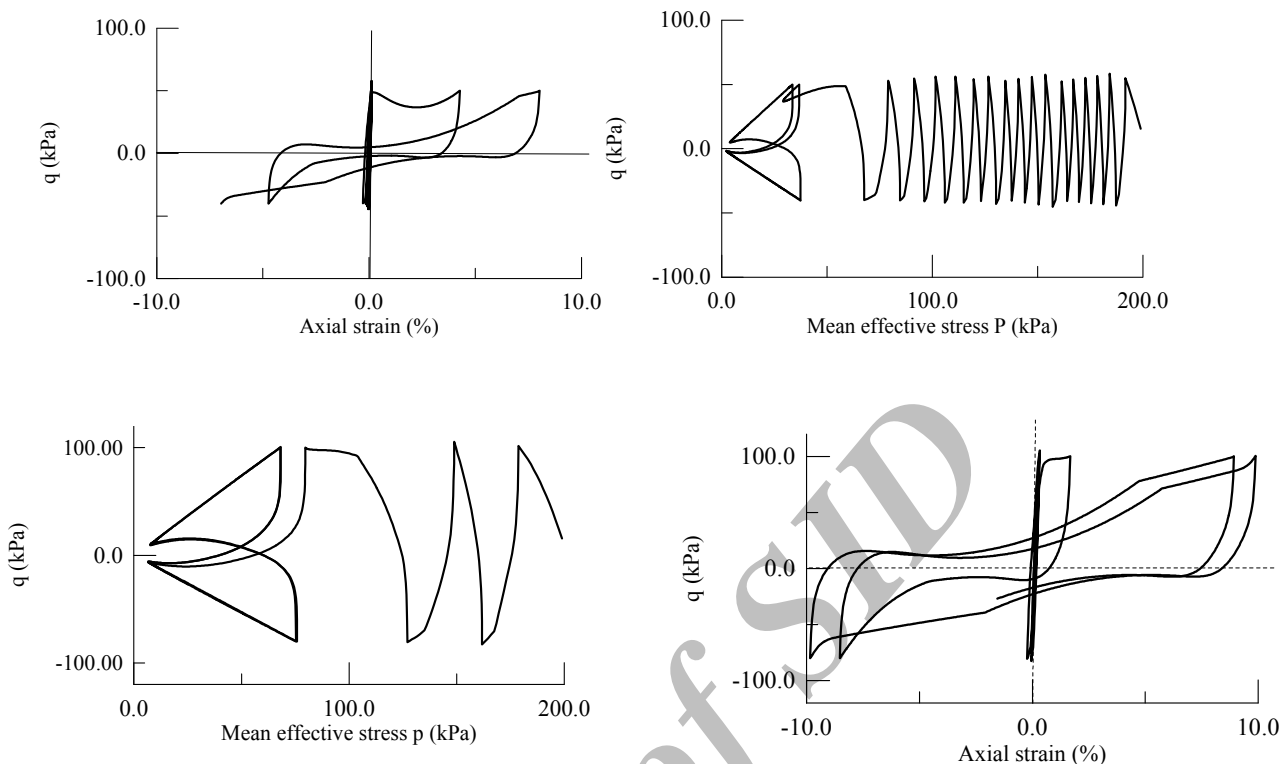 100.0
q (kPa)
0.0
-100.0
-10.0 0.0 10.0
Axial strain (%)
100.0
q (kPa)
0.0
-100.0
0.0 100.0 200.0
Mean effective stress P (kPa)
100.00
q (kPa)
0.0
-100.00
0.0 100.0 200.0
Mean effective stress p (kPa)
100.0
q (kPa)
0.0
-100.0
-10.0 0.0 10.0
Axial strain (%)
of SID